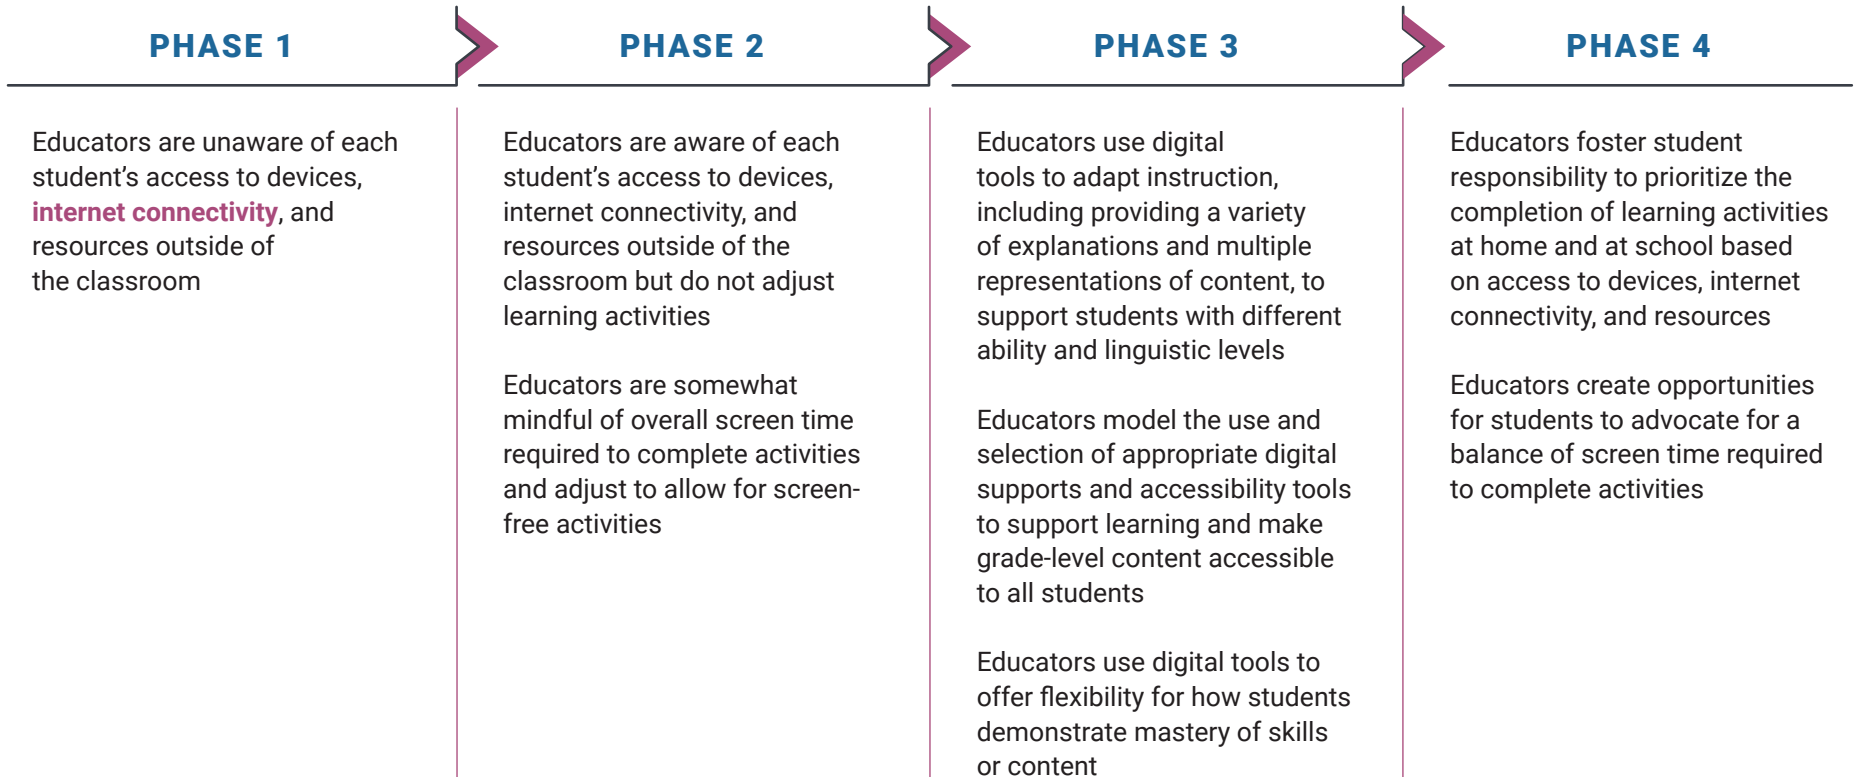 PHASE 1
Educators are unaware of each
student’s access to devices,
internet connectivity, and
resources outside of
the classroom
PHASE 2
Educators are aware of each
student’s access to devices,
internet connectivity, and
resources outside of the
classroom but do not adjust
learning activities
Educators are somewhat
mindful of overall screen time
required to complete activities
and adjust to allow for screen-
free activities
PHASE 3
Educators use digital
tools to adapt instruction,
including providing a variety
of explanations and multiple
representations of content, to
support students with different
ability and linguistic levels
Educators model the use and
selection of appropriate digital
supports and accessibility tools
to support learning and make
grade-level content accessible
to all students
Educators use digital tools to
offer flexibility for how students
demonstrate mastery of skills
or content
PHASE 4
Educators foster student
responsibility to prioritize the
completion of learning activities
at home and at school based
on access to devices, internet
connectivity, and resources
Educators create opportunities
for students to advocate for a
balance of screen time required
to complete activities